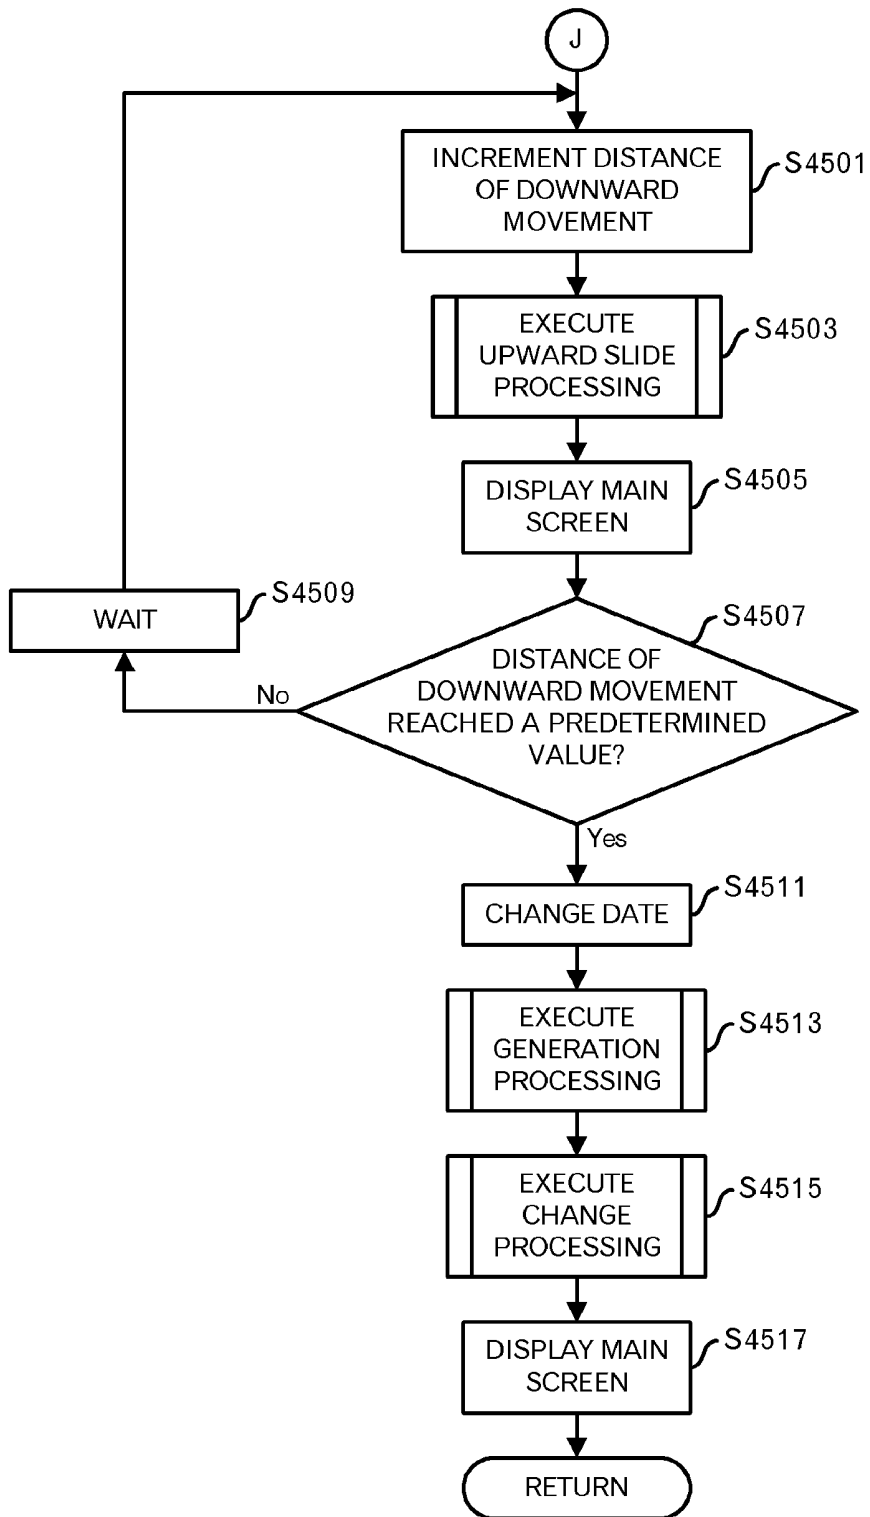 J
INCREMENT DISTANCE
OF DOWNWARD
MOVEMENT
S4501
EXECUTE
UPWARD SLIDE
PROCESSING
S4503
DISPLAY MAIN
SCREEN
S4505
WAIT
S4509
DISTANCE OF
DOWNWARD MOVEMENT
REACHED A PREDETERMINED
VALUE?
S4507
No
Yes
CHANGE DATE
S4511
EXECUTE
GENERATION
PROCESSING
S4513
EXECUTE
CHANGE
PROCESSING
S4515
DISPLAY MAIN
SCREEN
S4517
RETURN